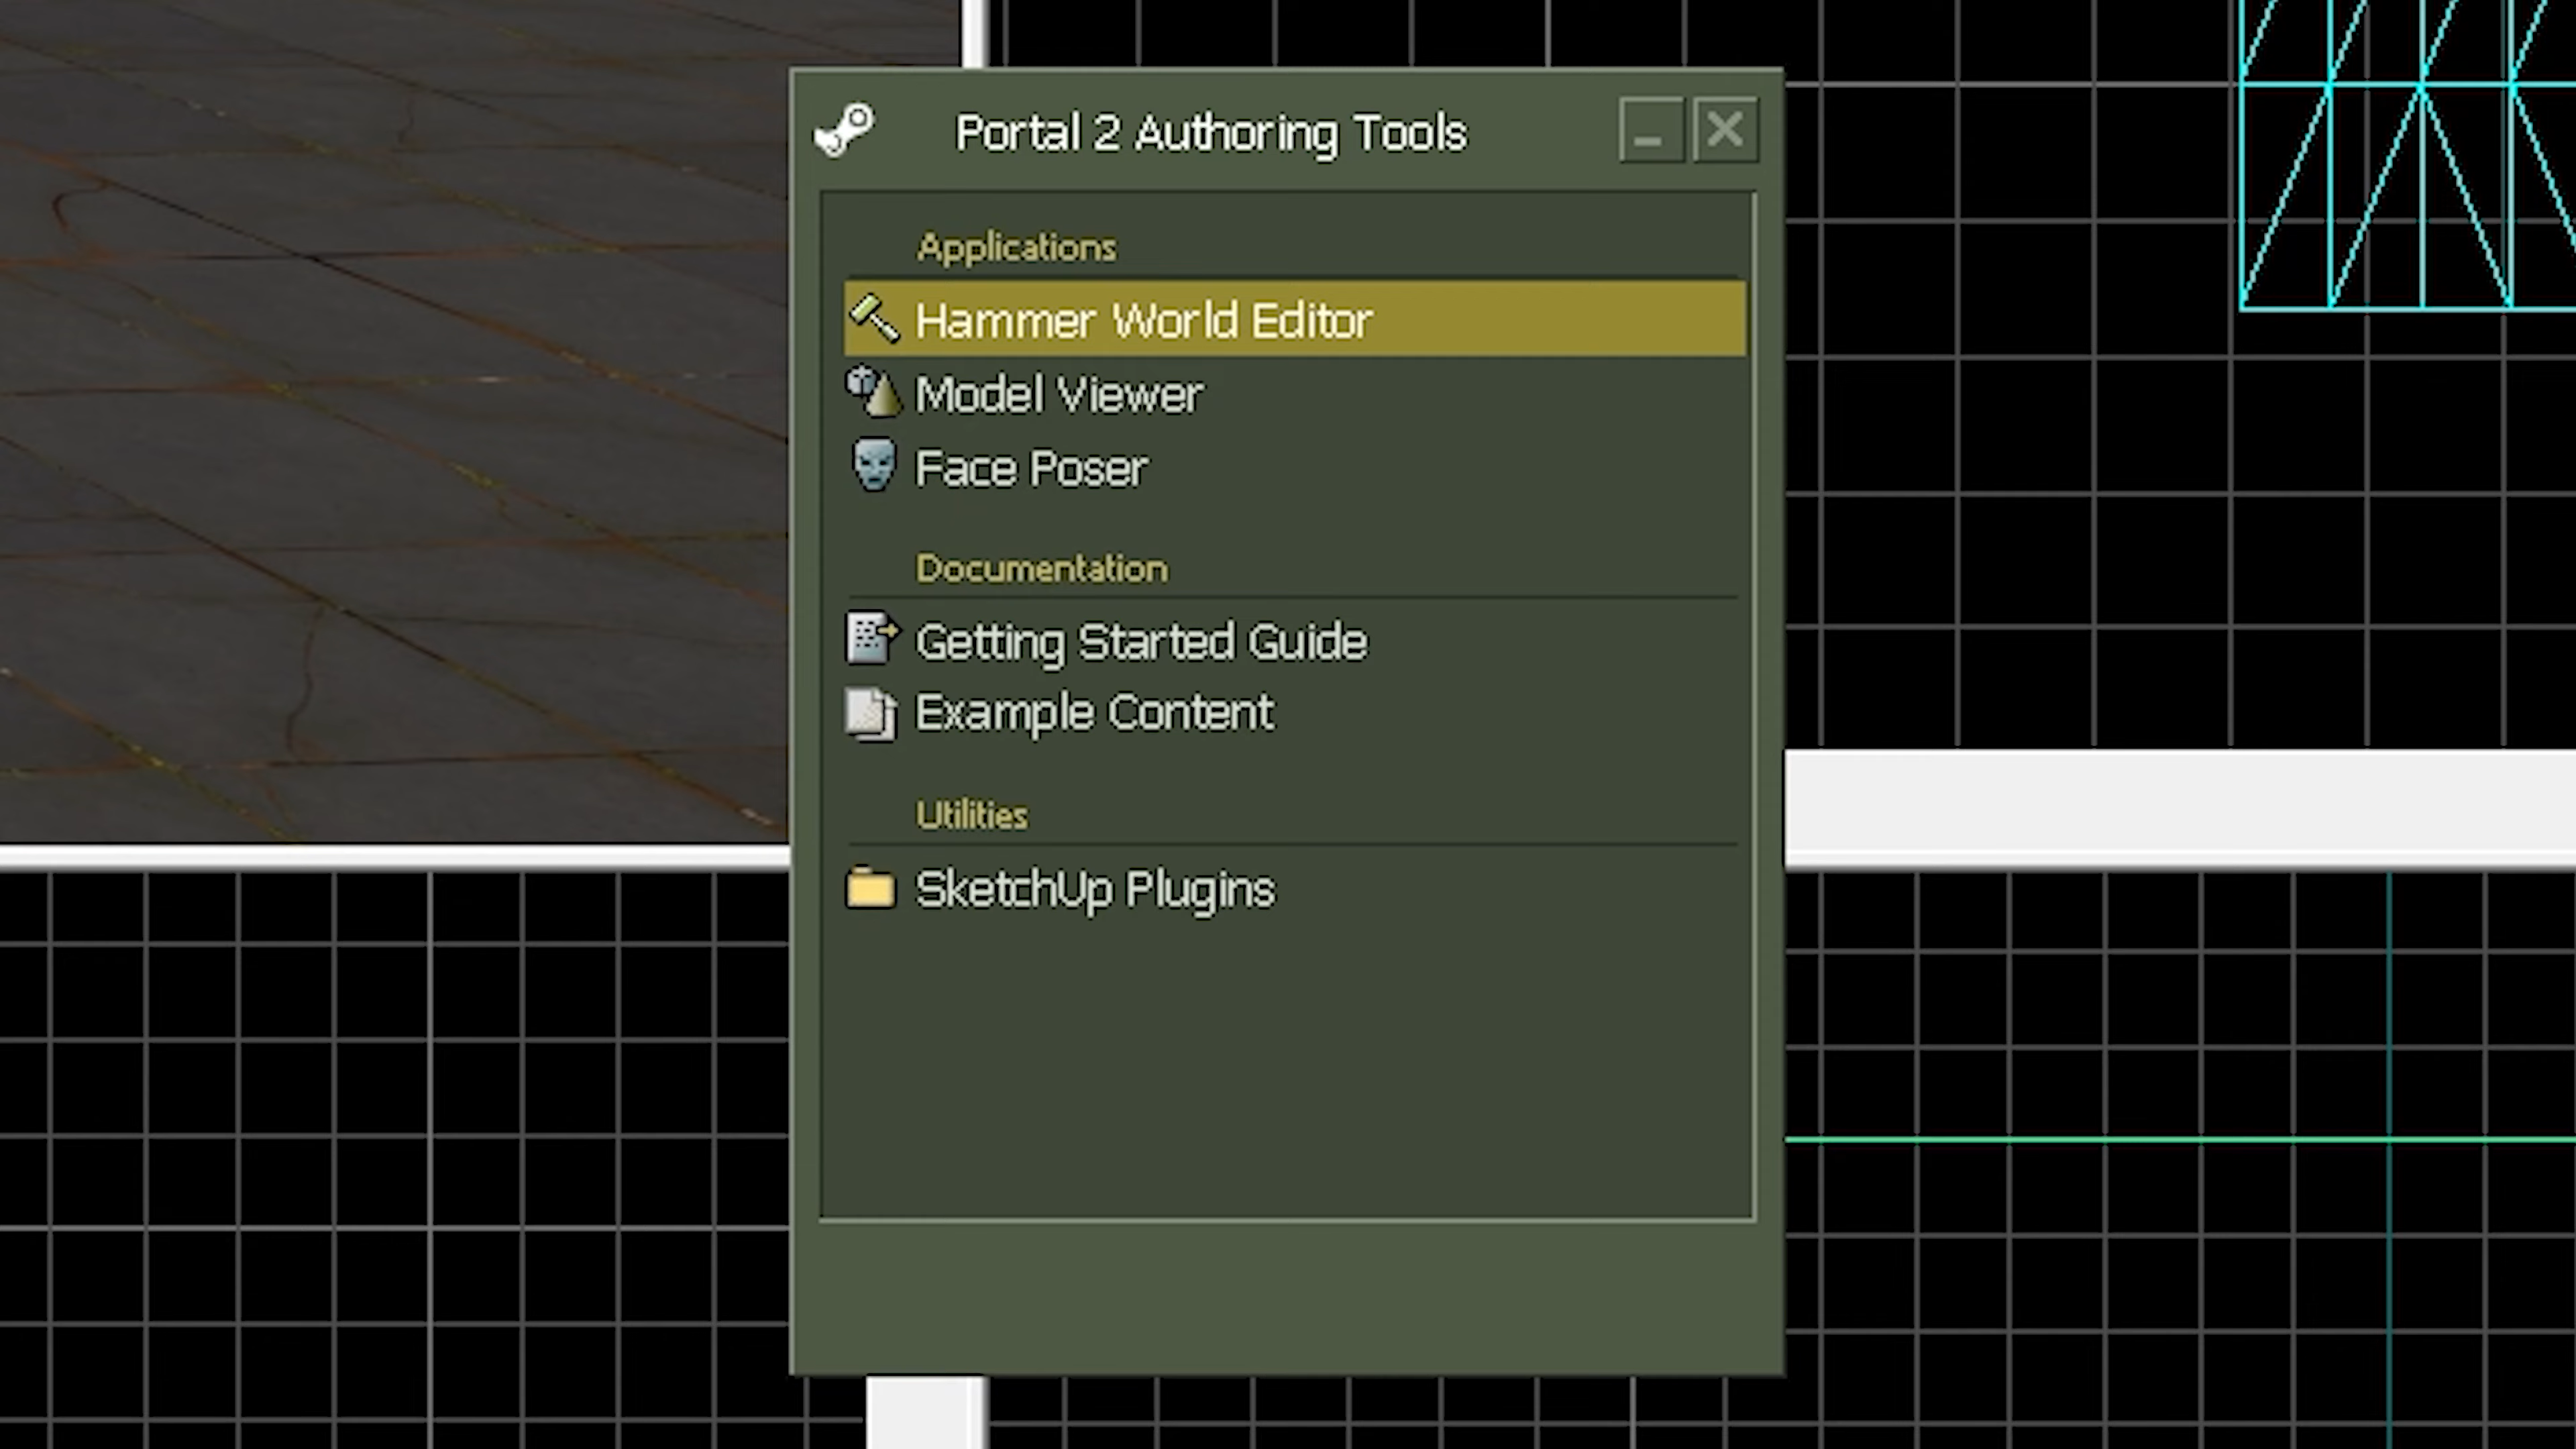 Portal 2 Authoring Tools
Applications
Hammer World Editor
Model Viewer
Face Poser
Documentation
Getting Started Guide
Example Content
Utilities
SketchUp Plugins